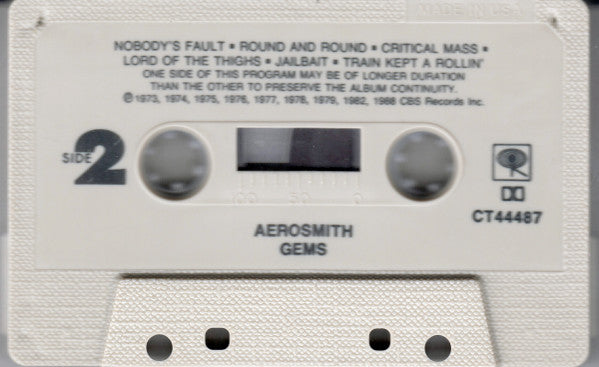 MADE IN U.S.A.
NOBODY'S FAULT • ROUND AND ROUND • CRITICAL MASS •
LORD OF THE THIGHS • JAILBAIT • TRAIN KEPT A ROLLIN'
ONE SIDE OF THIS PROGRAM MAY BE OF LONGER DURATION
THAN THE OTHER TO PRESERVE THE ALBUM CONTINUITY.
℗1973, 1974, 1975, 1976, 1977, 1978, 1979, 1982, 1988 CBS Records Inc.
SIDE 2
100 50 0
CT44487
AEROSMITH
GEMS